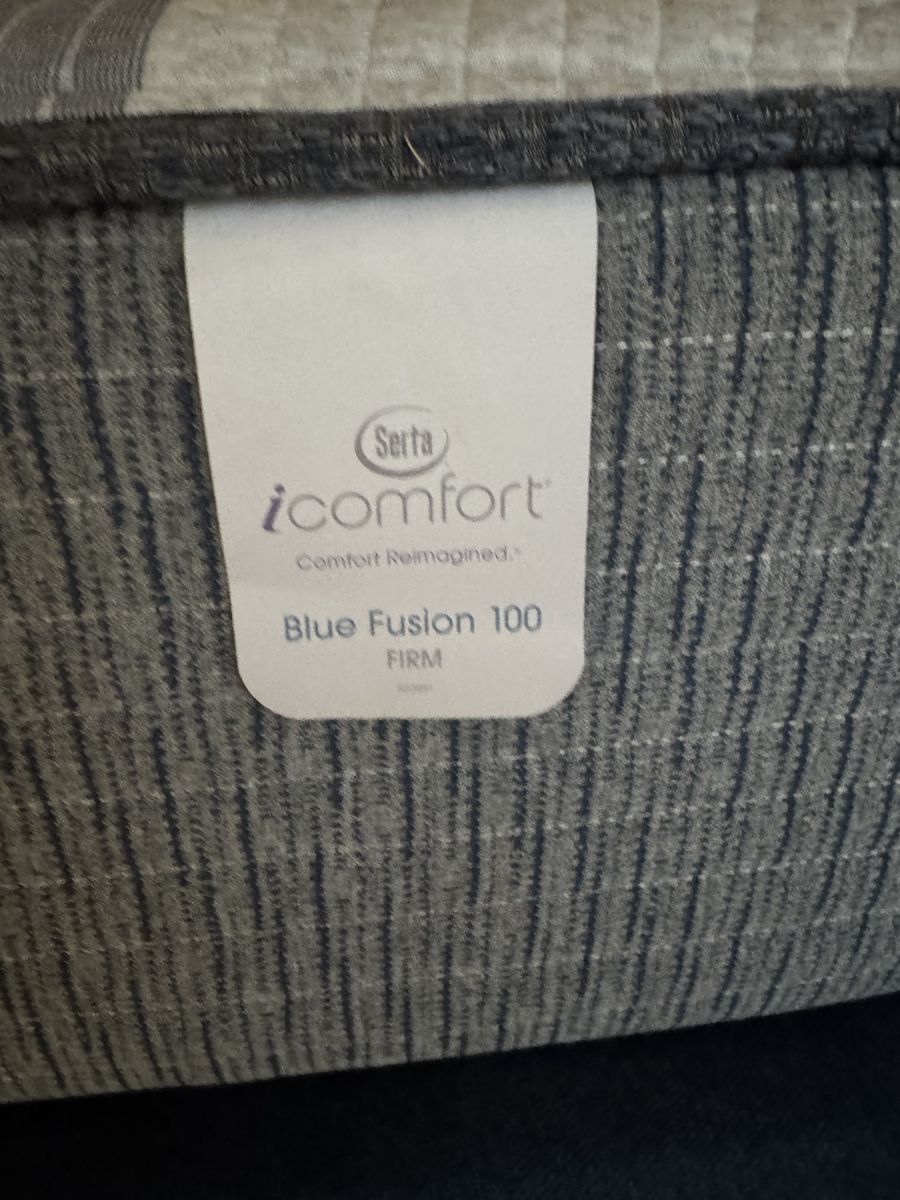 Serta
icomfort
Comfort Reimagined.
Blue Fusion 100
FIRM